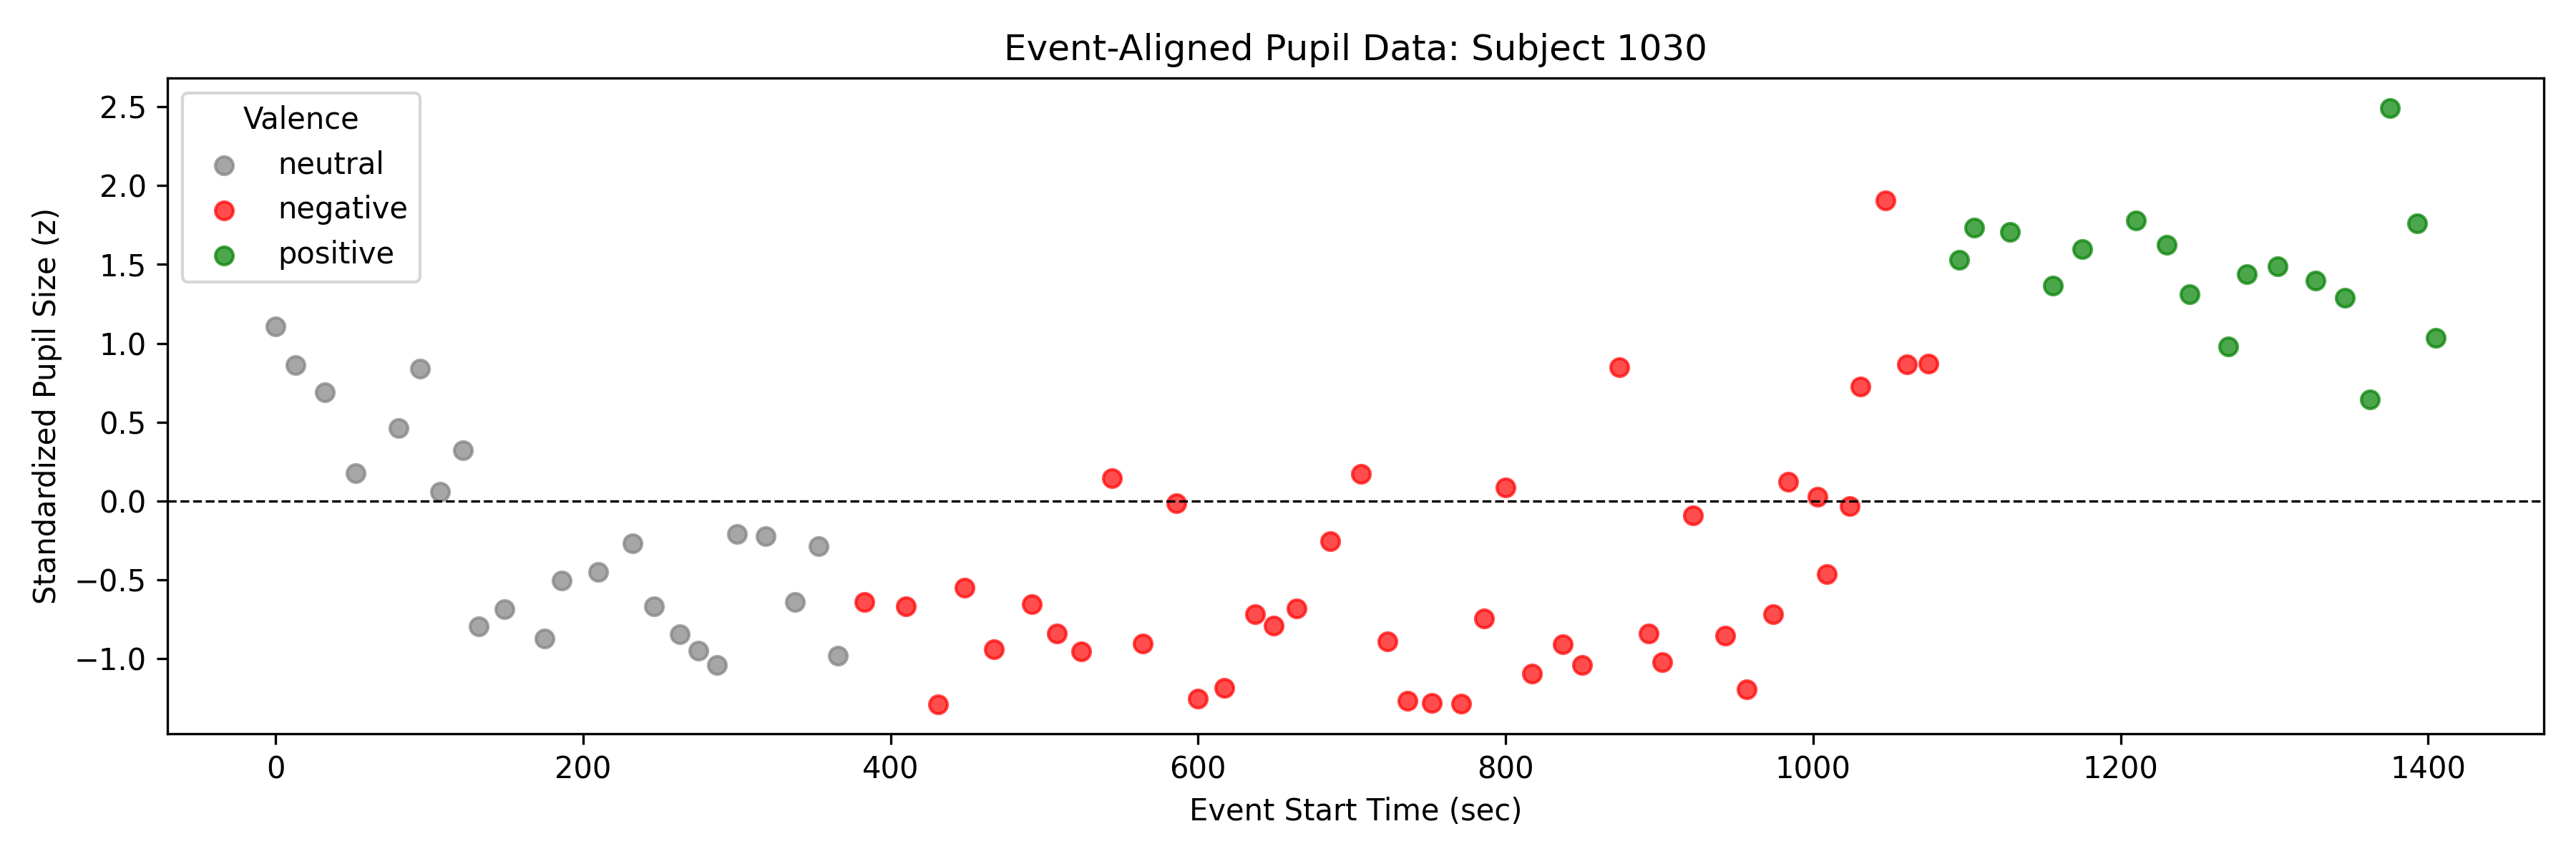 Event-Aligned Pupil Data: Subject 1030
Valence
neutral
negative
positive
2.5
2.0
1.5
1.0
0.5
0.0
−0.5
−1.0
Standardized Pupil Size (z)
0 200 400 600 800 1000 1200 1400
Event Start Time (sec)